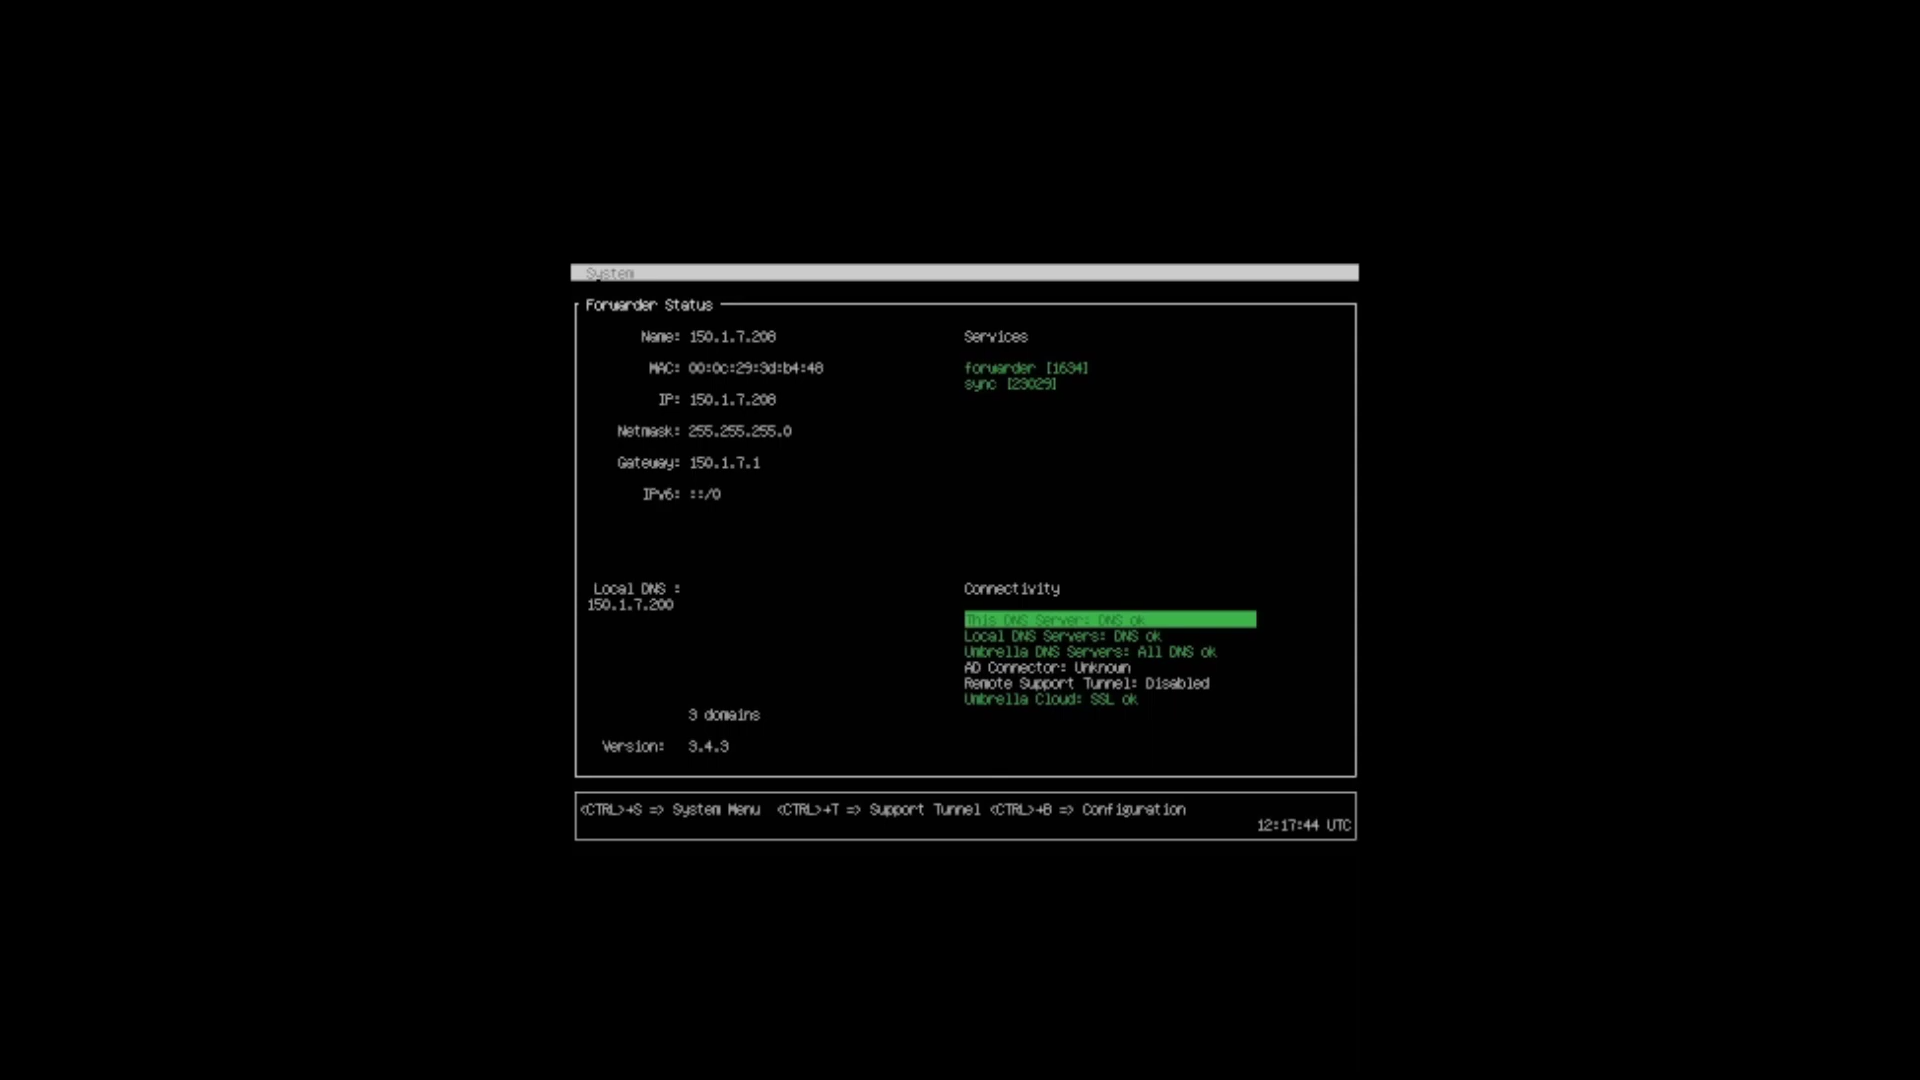 System
Forwarder Status
Name: 150.1.7.208
MAC: 00:0c:29:3d:b4:48
IP: 150.1.7.208
Netmask: 255.255.255.0
Gateway: 150.1.7.1
IPv6: ::/0
Services
forwarder [1634]
sync [23029]
Local DNS :
150.1.7.200
3 domains
Version: 3.4.3
Connectivity
This DNS Server: DNS ok
Local DNS Servers: DNS ok
Umbrella DNS Servers: All DNS ok
AD Connector: Unknown
Remote Support Tunnel: Disabled
Umbrella Cloud: SSL ok
<CTRL>+S => System Menu <CTRL>+T => Support Tunnel <CTRL>+B => Configuration
12:17:44 UTC